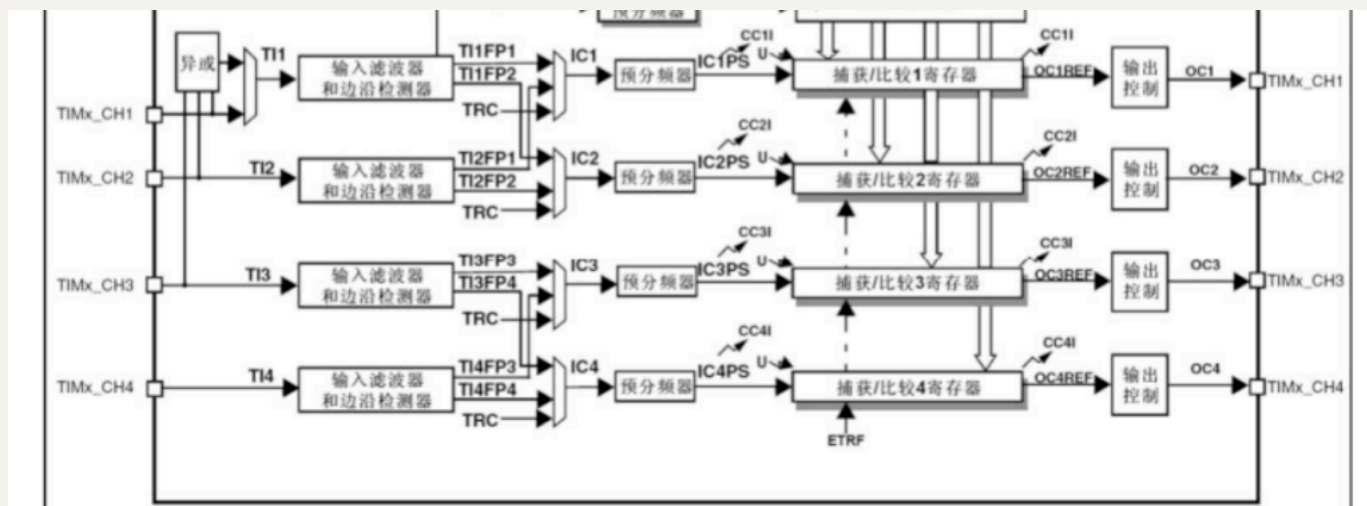 预分频器
CC1I
CC1I
异或
TI1
TI1FP1
TI1FP2
TRC
IC1
预分频器
IC1PS
U
捕获/比较1寄存器
OC1REF
输出
控制
OC1
TIMx_CH1
TIMx_CH1
输入滤波器
和边沿检测器
CC2I
CC2I
TIMx_CH2
TI2
输入滤波器
和边沿检测器
TI2FP1
TI2FP2
TRC
IC2
预分频器
IC2PS
U
捕获/比较2寄存器
OC2REF
输出
控制
OC2
TIMx_CH2
CC3I
CC3I
TIMx_CH3
TI3
输入滤波器
和边沿检测器
TI3FP3
TI3FP4
TRC
IC3
预分频器
IC3PS
U
捕获/比较3寄存器
OC3REF
输出
控制
OC3
TIMx_CH3
CC4I
CC4I
TIMx_CH4
TI4
输入滤波器
和边沿检测器
TI4FP3
TI4FP4
TRC
IC4
预分频器
IC4PS
U
捕获/比较4寄存器
OC4REF
输出
控制
OC4
TIMx_CH4
ETRF